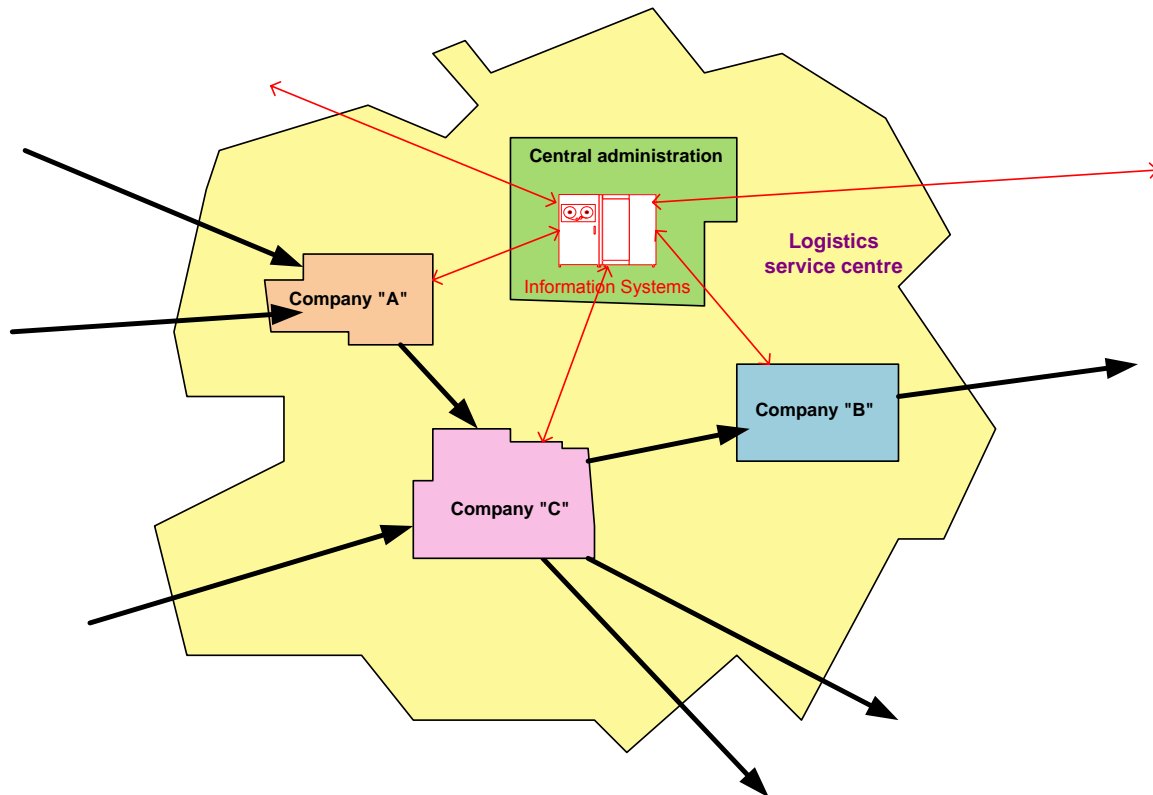 Central administration
Information Systems
Logistics
service centre
Company "A"
Company "B"
Company "C"